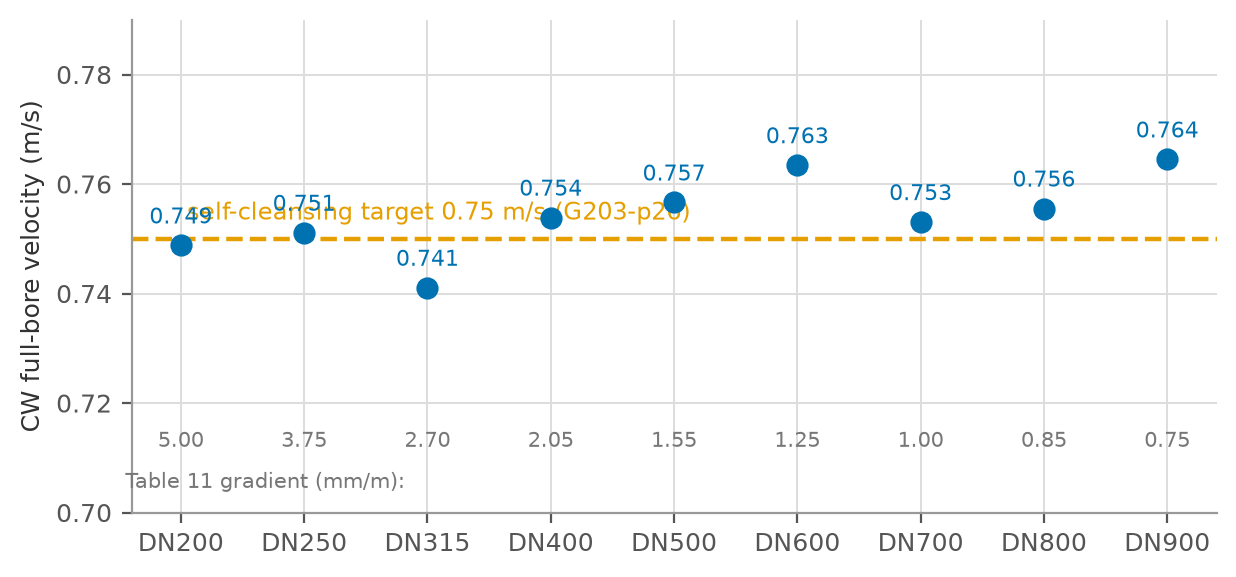 CW full-bore velocity (m/s)
0.78
0.76
0.74
0.72
0.70
0.749
0.751
0.741
0.754
0.757
0.763
0.753
0.756
0.764
self-cleansing target 0.75 m/s (G203-p28)
5.00 3.75 2.70 2.05 1.55 1.25 1.00 0.85 0.75
Table 11 gradient (mm/m):
DN200 DN250 DN315 DN400 DN500 DN600 DN700 DN800 DN900